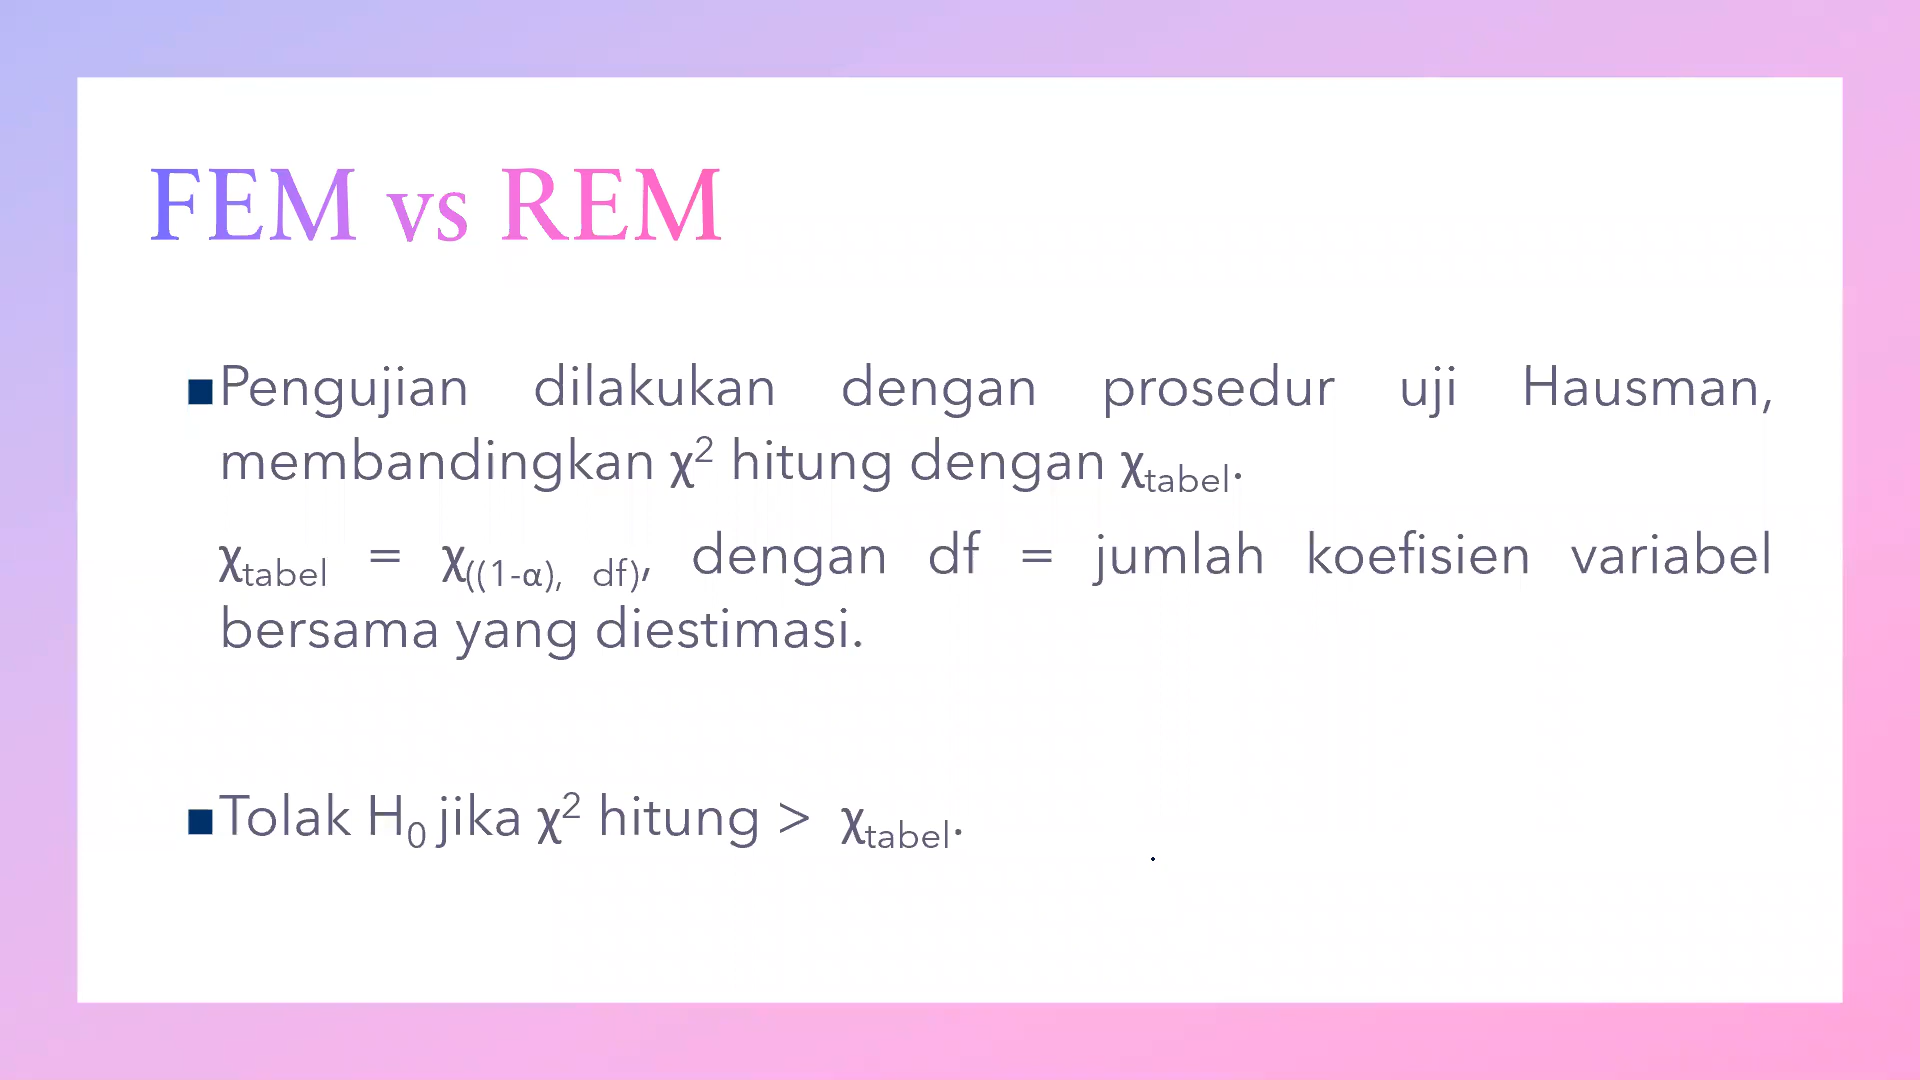 FEM vs REM
■Pengujian dilakukan dengan prosedur uji Hausman,
membandingkan χ² hitung dengan χtabel.
χtabel = χ((1-α), df), dengan df = jumlah koefisien variabel
bersama yang diestimasi.
■Tolak H₀ jika χ² hitung > χtabel.